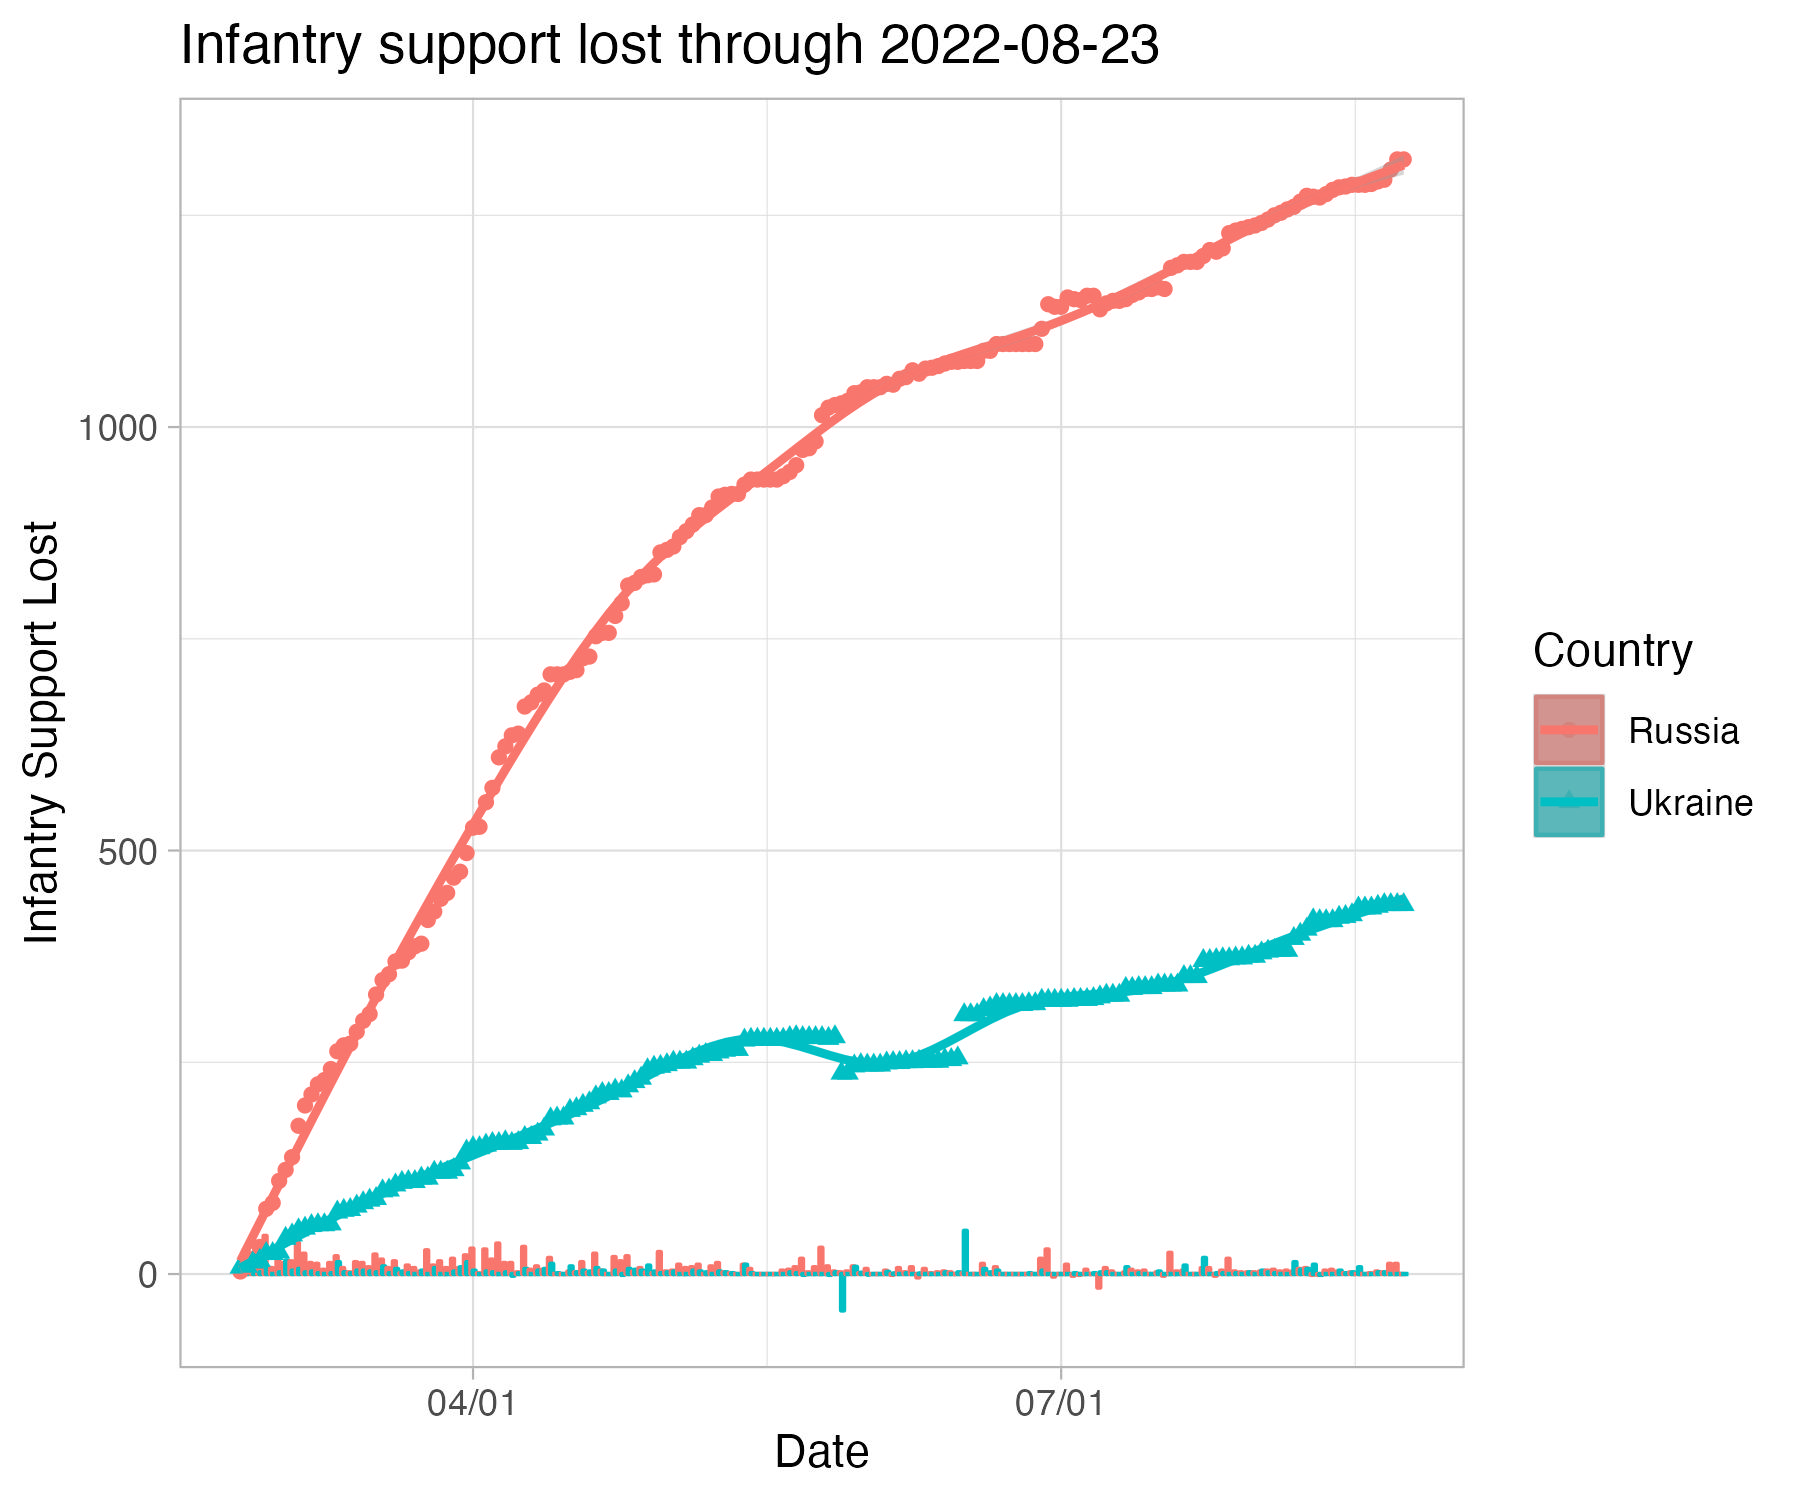 Infantry support lost through 2022-08-23
Infantry Support Lost
1000
500
0
04/01
07/01
Date
Country
Russia
Ukraine